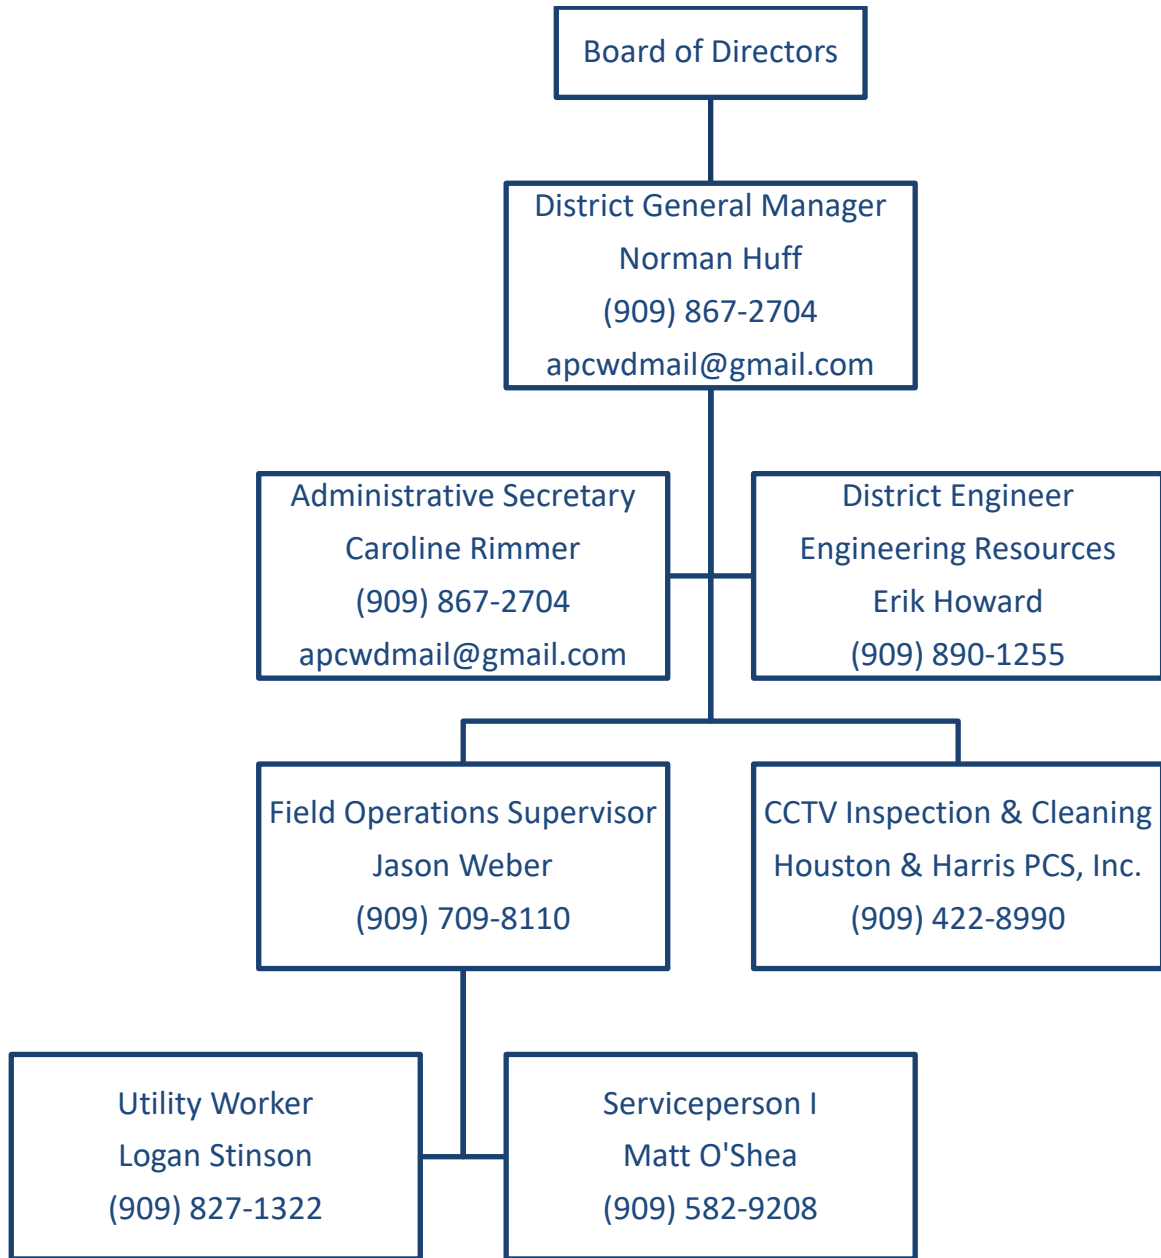 Board of Directors
District General Manager
Norman Huff
(909) 867-2704
apcwdmail@gmail.com
Administrative Secretary
Caroline Rimmer
(909) 867-2704
apcwdmail@gmail.com
District Engineer
Engineering Resources
Erik Howard
(909) 890-1255
Field Operations Supervisor
Jason Weber
(909) 709-8110
CCTV Inspection & Cleaning
Houston & Harris PCS, Inc.
(909) 422-8990
Utility Worker
Logan Stinson
(909) 827-1322
Serviceperson I
Matt O'Shea
(909) 582-9208